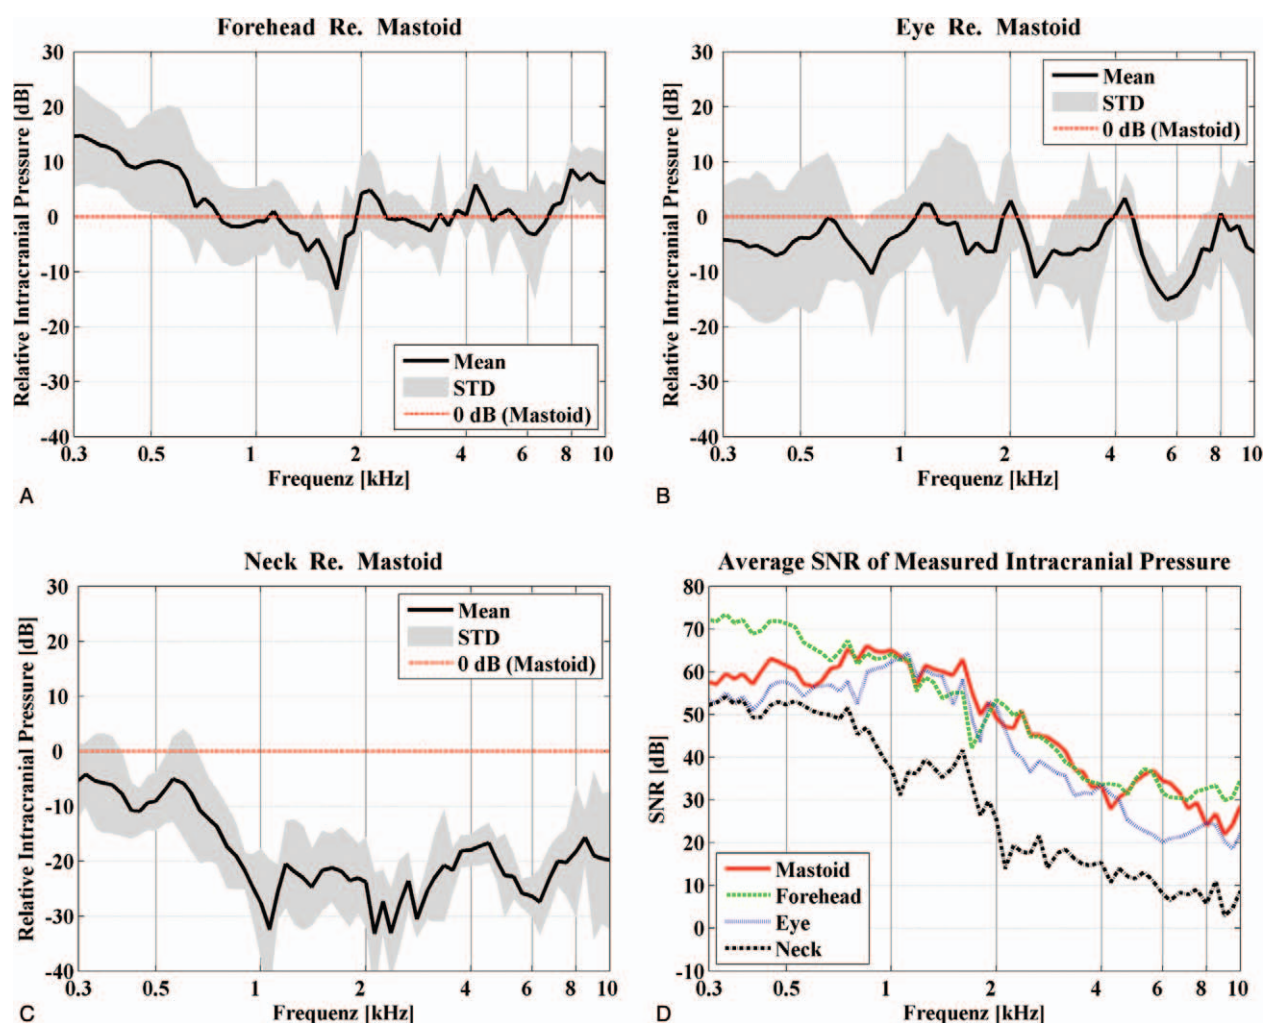 Forehead Re. Mastoid
Relative Intracranial Pressure [dB]
30
20
10
0
-10
-20
-30
-40
Mean
STD
0 dB (Mastoid)
0.3 0.5 1 2 4 6 8 10
Frequenz [kHz]
A
Eye Re. Mastoid
Relative Intracranial Pressure [dB]
30
20
10
0
-10
-20
-30
-40
Mean
STD
0 dB (Mastoid)
0.3 0.5 1 2 4 6 8 10
Frequenz [kHz]
B
Neck Re. Mastoid
Relative Intracranial Pressure [dB]
30
20
10
0
-10
-20
-30
-40
Mean
STD
0 dB (Mastoid)
0.3 0.5 1 2 4 6 8 10
Frequenz [kHz]
C
Average SNR of Measured Intracranial Pressure
SNR [dB]
80
70
60
50
40
30
20
10
0
-10
Mastoid
Forehead
Eye
Neck
0.3 0.5 1 2 4 6 8 10
Frequenz [kHz]
D